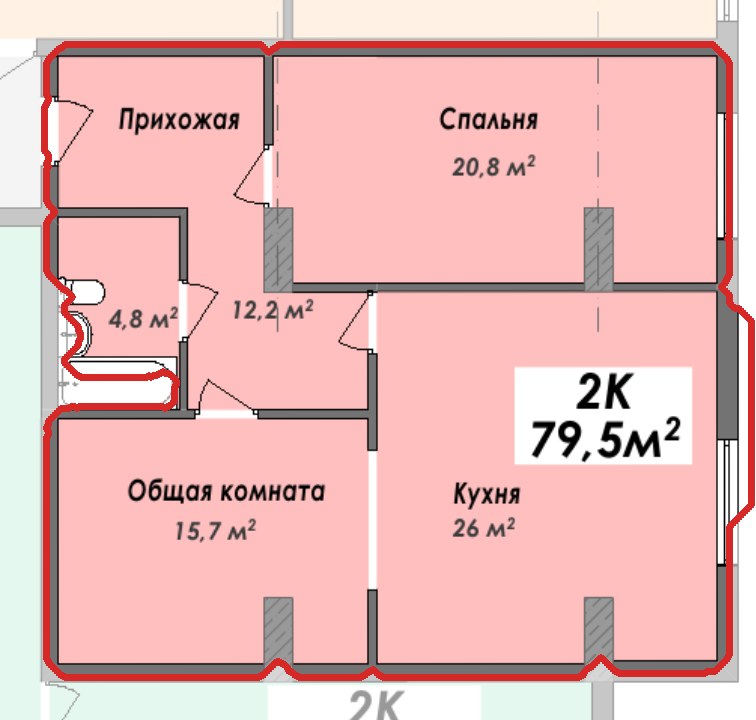 Прихожая
Спальня
20,8 м²
4,8 м²
12,2 м²
2К
79,5м²
Общая комната
15,7 м²
Кухня
26 м²
2К